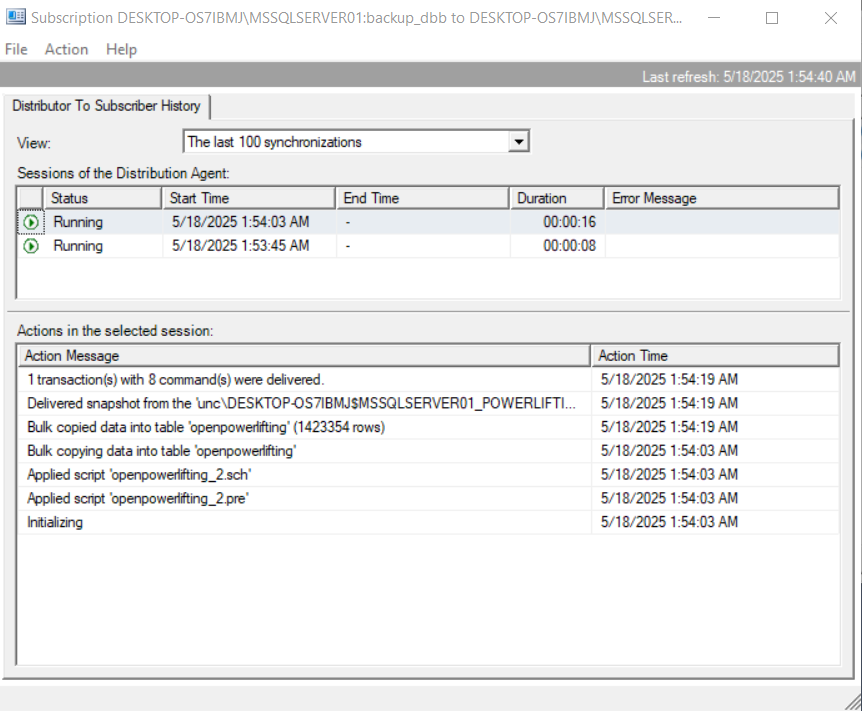 Subscription DESKTOP-OS7IBMJ\MSSQLSERVER01:backup_dbb to DESKTOP-OS7IBMJ\MSSQLSER...
File Action Help
Last refresh: 5/18/2025 1:54:40 AM
Distributor To Subscriber History
View: The last 100 synchronizations
Sessions of the Distribution Agent:
Status Start Time End Time Duration Error Message
Running 5/18/2025 1:54:03 AM - 00:00:16
Running 5/18/2025 1:53:45 AM - 00:00:08
Actions in the selected session:
Action Message Action Time
1 transaction(s) with 8 command(s) were delivered. 5/18/2025 1:54:19 AM
Delivered snapshot from the 'unc\DESKTOP-OS7IBMJ$MSSQLSERVER01_POWERLIFTI... 5/18/2025 1:54:19 AM
Bulk copied data into table 'openpowerlifting' (1423354 rows) 5/18/2025 1:54:19 AM
Bulk copying data into table 'openpowerlifting' 5/18/2025 1:54:03 AM
Applied script 'openpowerlifting_2.sch' 5/18/2025 1:54:03 AM
Applied script 'openpowerlifting_2.pre' 5/18/2025 1:54:03 AM
Initializing 5/18/2025 1:54:03 AM